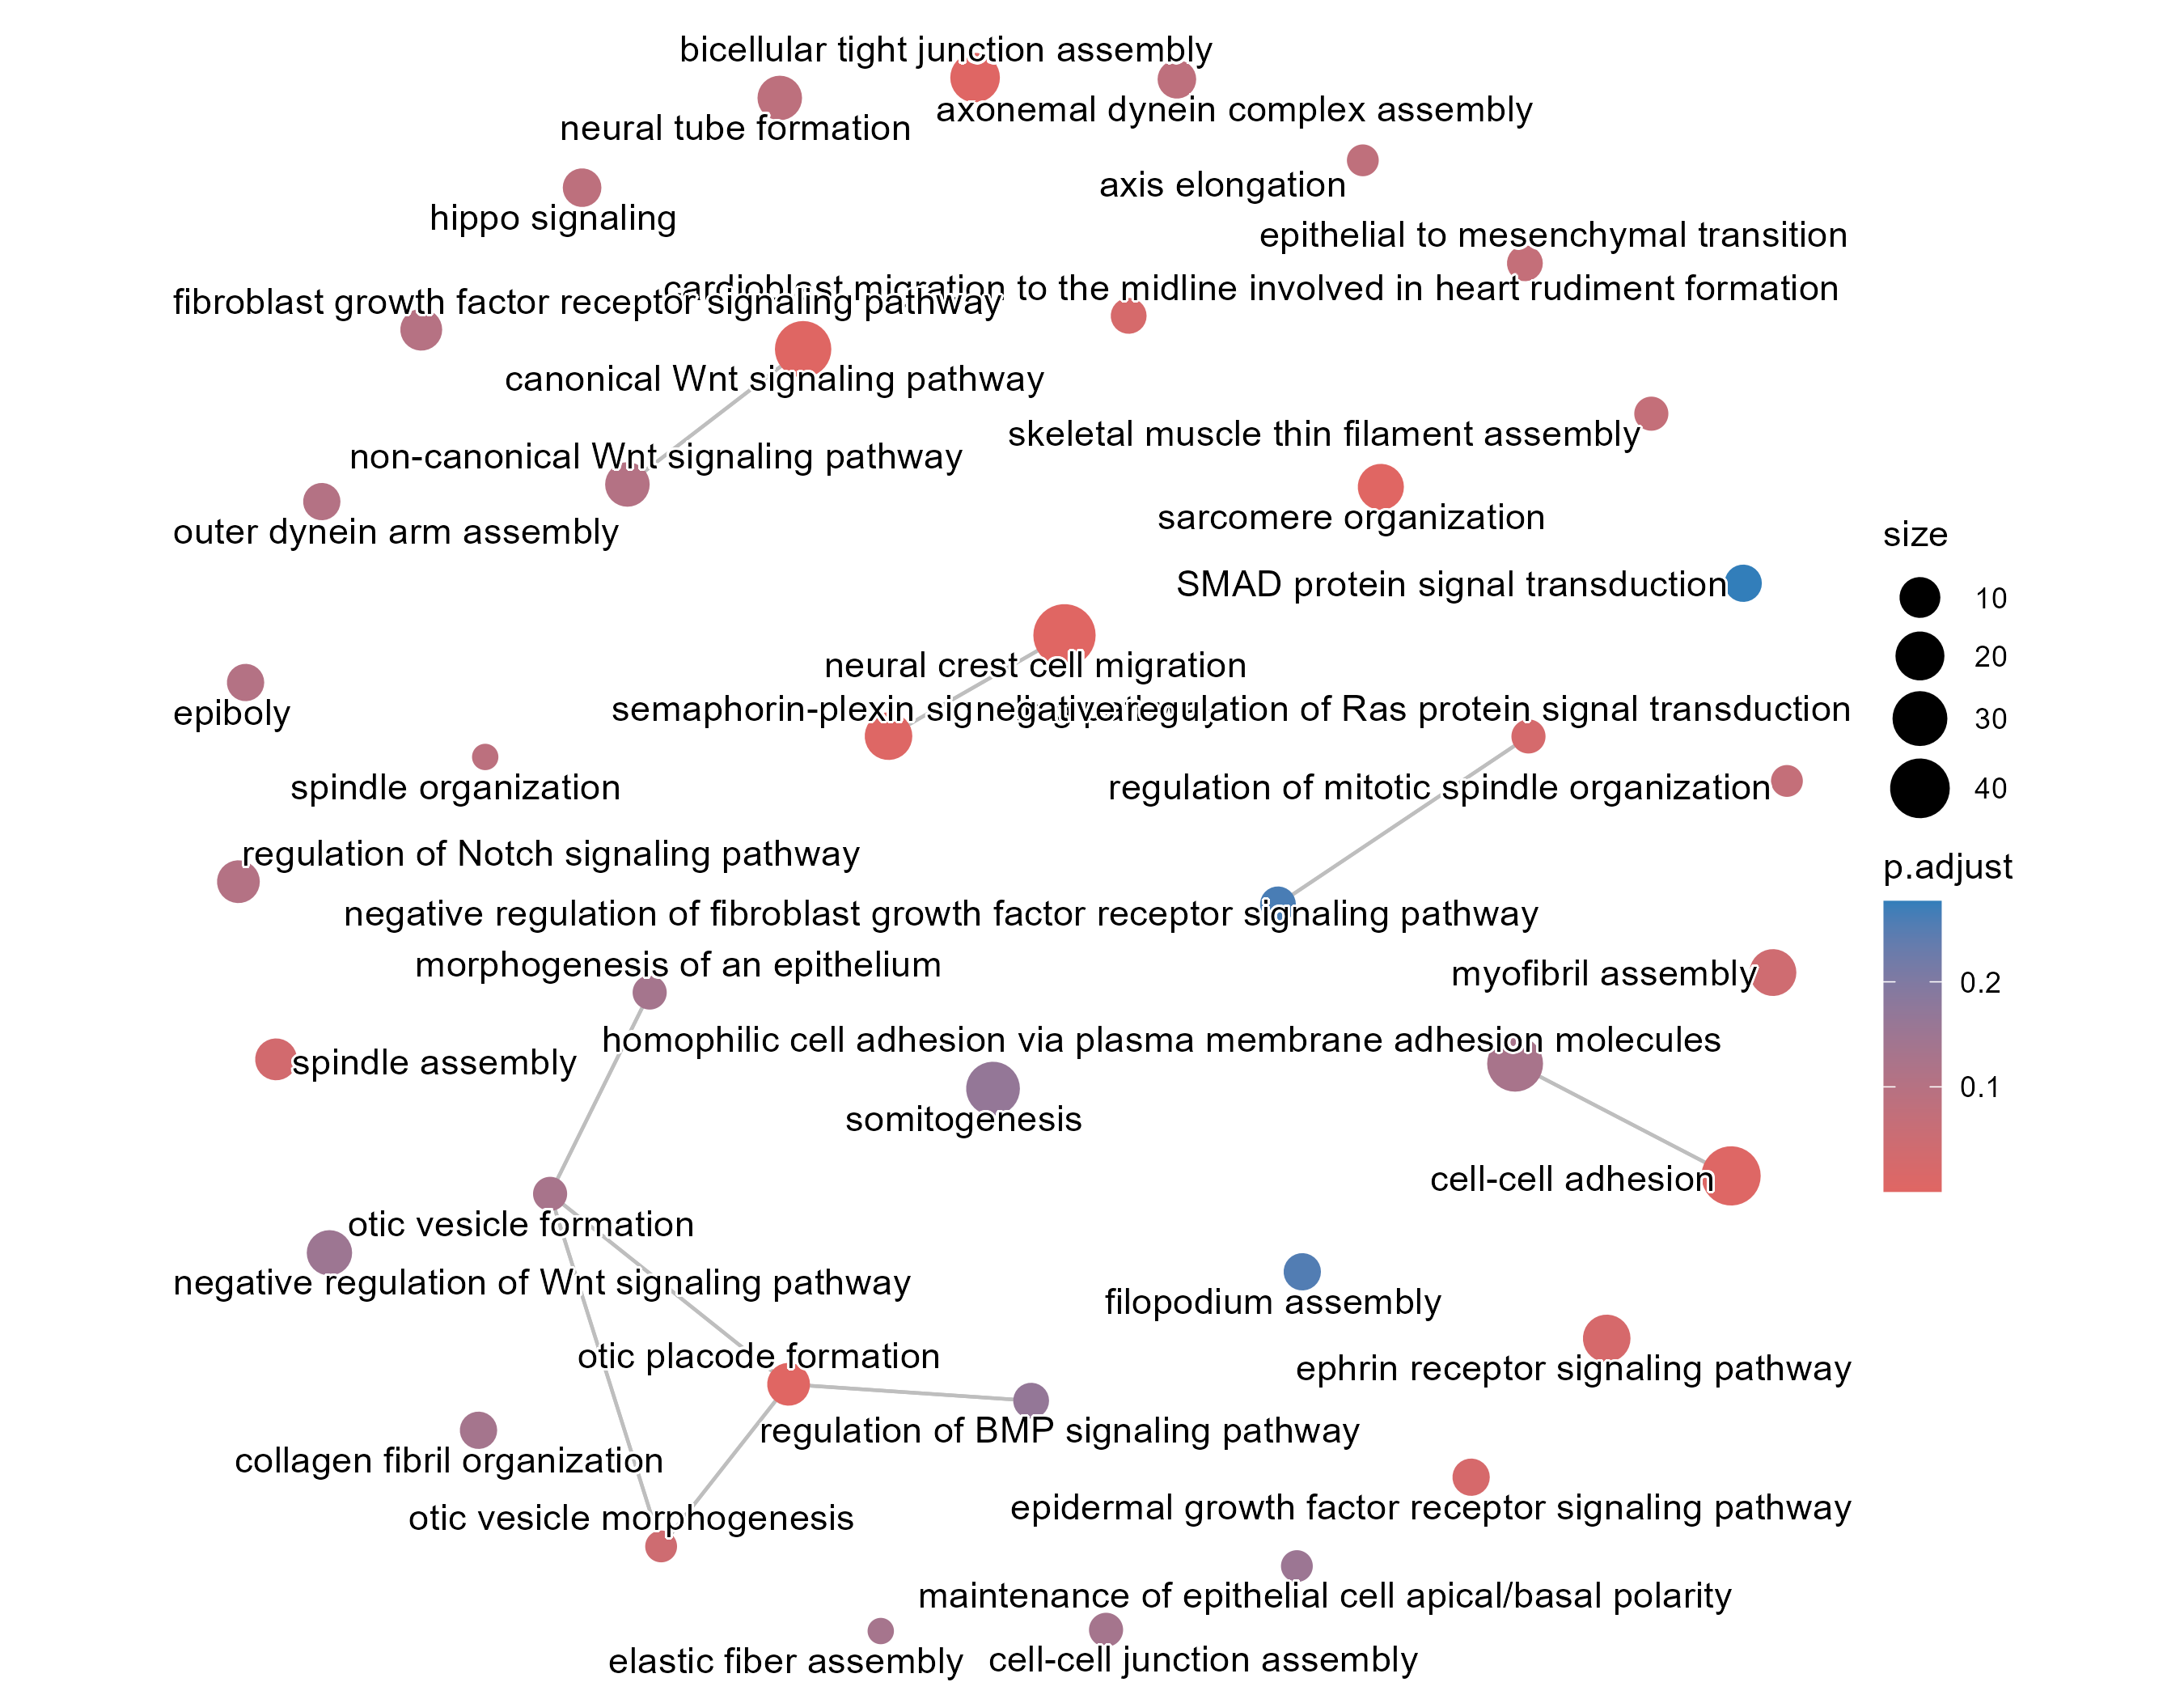 bicellular tight junction assembly
axonemal dynein complex assembly
neural tube formation
axis elongation
hippo signaling
epithelial to mesenchymal transition
cardioblast migration to the midline involved in heart rudiment formation
fibroblast growth factor receptor signaling pathway
canonical Wnt signaling pathway
skeletal muscle thin filament assembly
non-canonical Wnt signaling pathway
sarcomere organization
outer dynein arm assembly
size
SMAD protein signal transduction
10
20
neural crest cell migration
semaphorin-plexin signaling pathway
negative regulation of Ras protein signal transduction
epiboly
30
spindle organization
regulation of mitotic spindle organization
40
regulation of Notch signaling pathway
p.adjust
negative regulation of fibroblast growth factor receptor signaling pathway
morphogenesis of an epithelium
myofibril assembly
0.2
homophilic cell adhesion via plasma membrane adhesion molecules
spindle assembly
0.1
somitogenesis
cell-cell adhesion
otic vesicle formation
negative regulation of Wnt signaling pathway
filopodium assembly
otic placode formation
ephrin receptor signaling pathway
regulation of BMP signaling pathway
collagen fibril organization
epidermal growth factor receptor signaling pathway
otic vesicle morphogenesis
maintenance of epithelial cell apical/basal polarity
elastic fiber assembly
cell-cell junction assembly